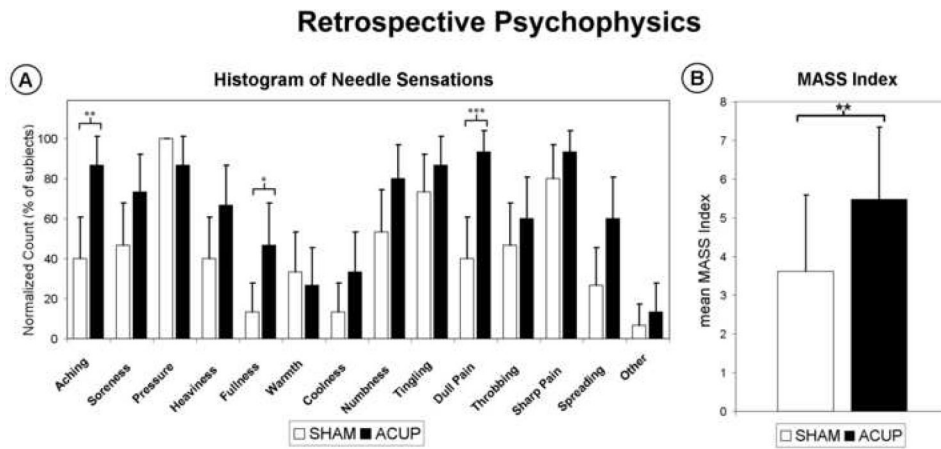 Retrospective Psychophysics
A
Histogram of Needle Sensations
Normalized Count (% of subjects)
100
80
60
40
20
0
**
*
***
Aching
Soreness
Pressure
Heaviness
Fullness
Warmth
Coolness
Numbness
Tingling
Dull Pain
Throbbing
Sharp Pain
Spreading
Other
SHAM ACUP
B
MASS Index
mean MASS Index
8
7
6
5
4
3
2
1
0
**
SHAM ACUP